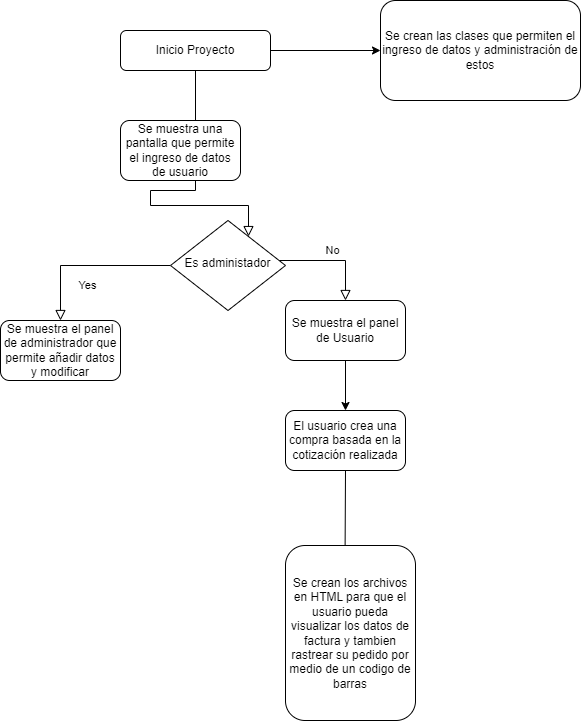 Inicio Proyecto
Se crean las clases que permiten el
ingreso de datos y administración de
estos
Se muestra una
pantalla que permite
el ingreso de datos
de usuario
Es administador
No
Yes
Se muestra el panel
de administrador que
permite añadir datos
y modificar
Se muestra el panel
de Usuario
El usuario crea una
compra basada en la
cotización realizada
Se crean los archivos
en HTML para que el
usuario pueda
visualizar los datos de
factura y tambien
rastrear su pedido por
medio de un codigo de
barras